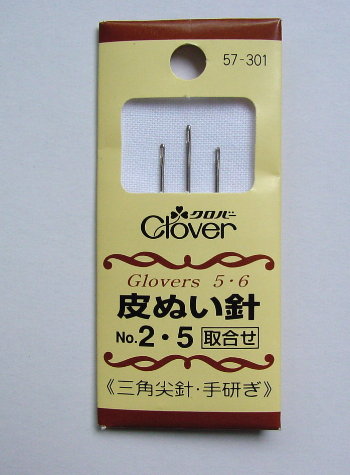 57-301
クロバー
Clover
Glovers 5・6
皮ぬい針
No.2・5 取合せ
《三角尖針・手研ぎ》